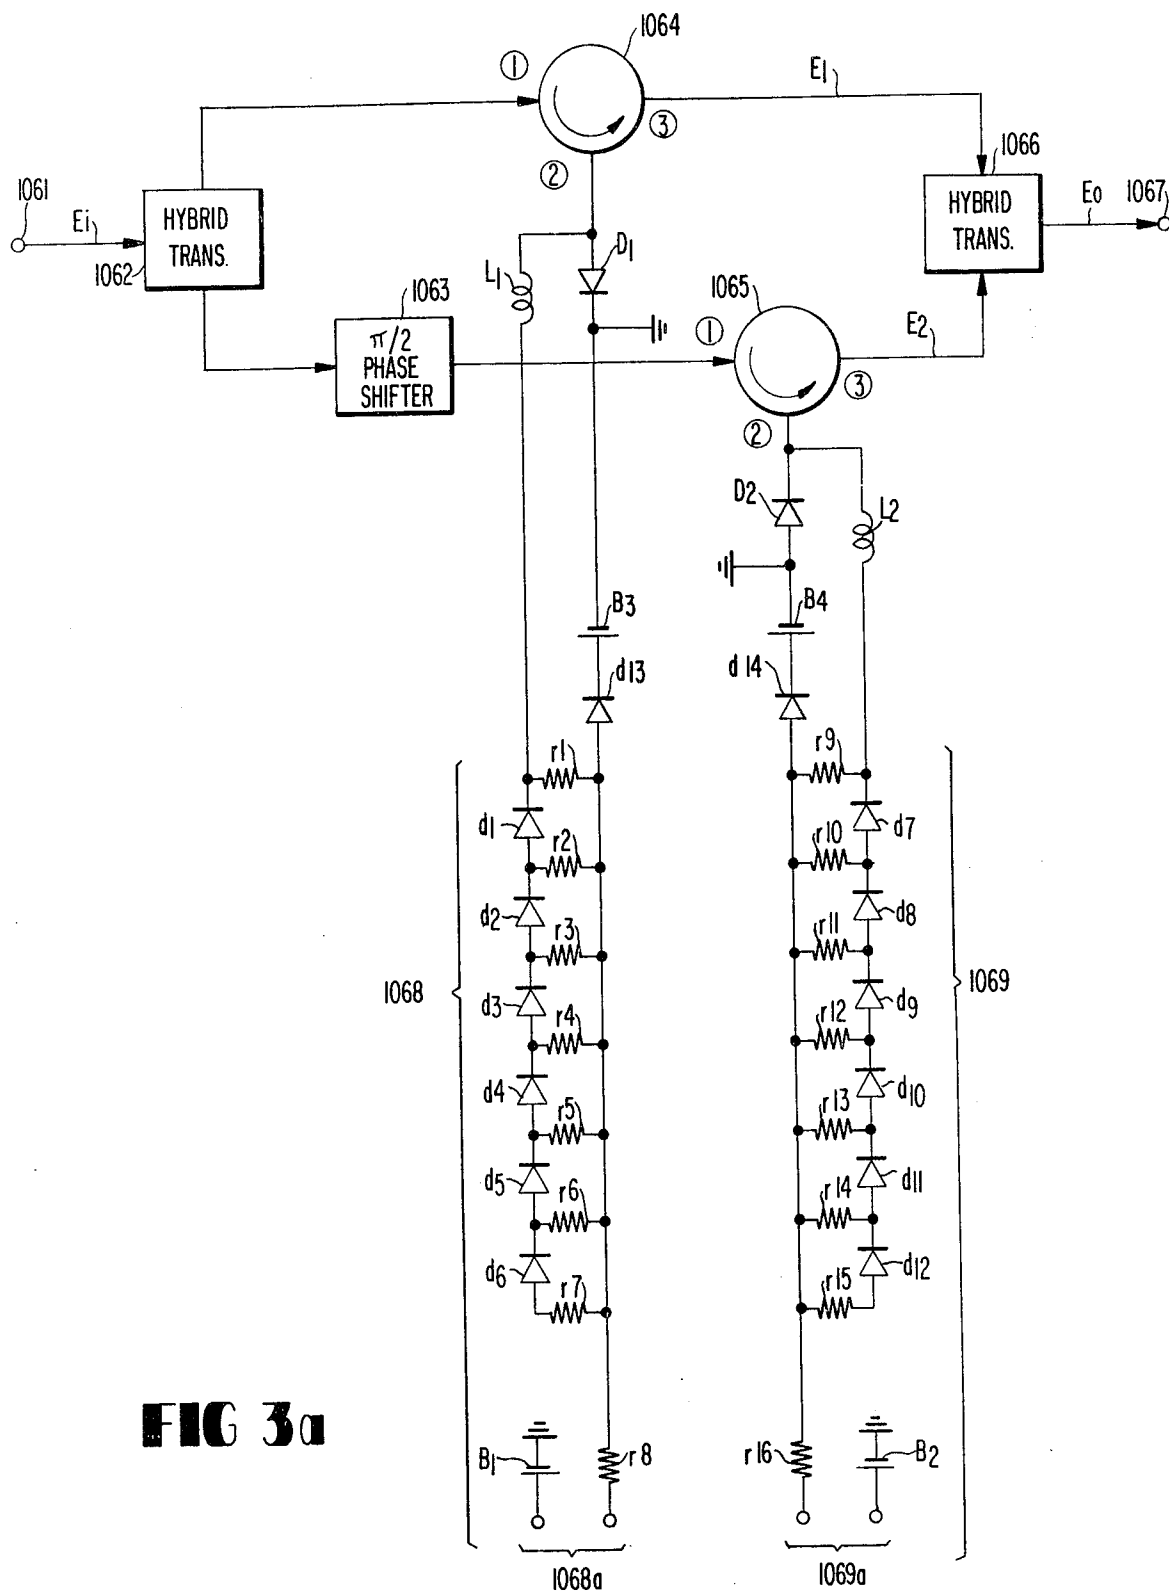 1064
①
E1
③
1066
②
1061
HYBRID
TRANS.
Ei
1062
HYBRID
TRANS.
Eo
1067
D1
L1
1063
π/2
PHASE
SHIFTER
1065
①
E2
③
②
D2
L2
B3
B4
d13
d14
r1
r9
d1
d7
r2
r10
d2
d8
r3
r11
1068
1069
d3
d9
r4
r12
d4
d10
r5
r13
d5
d11
r6
r14
d6
d12
r7
r15
FIG 3a
B1
r8
r16
B2
1068a
1069a